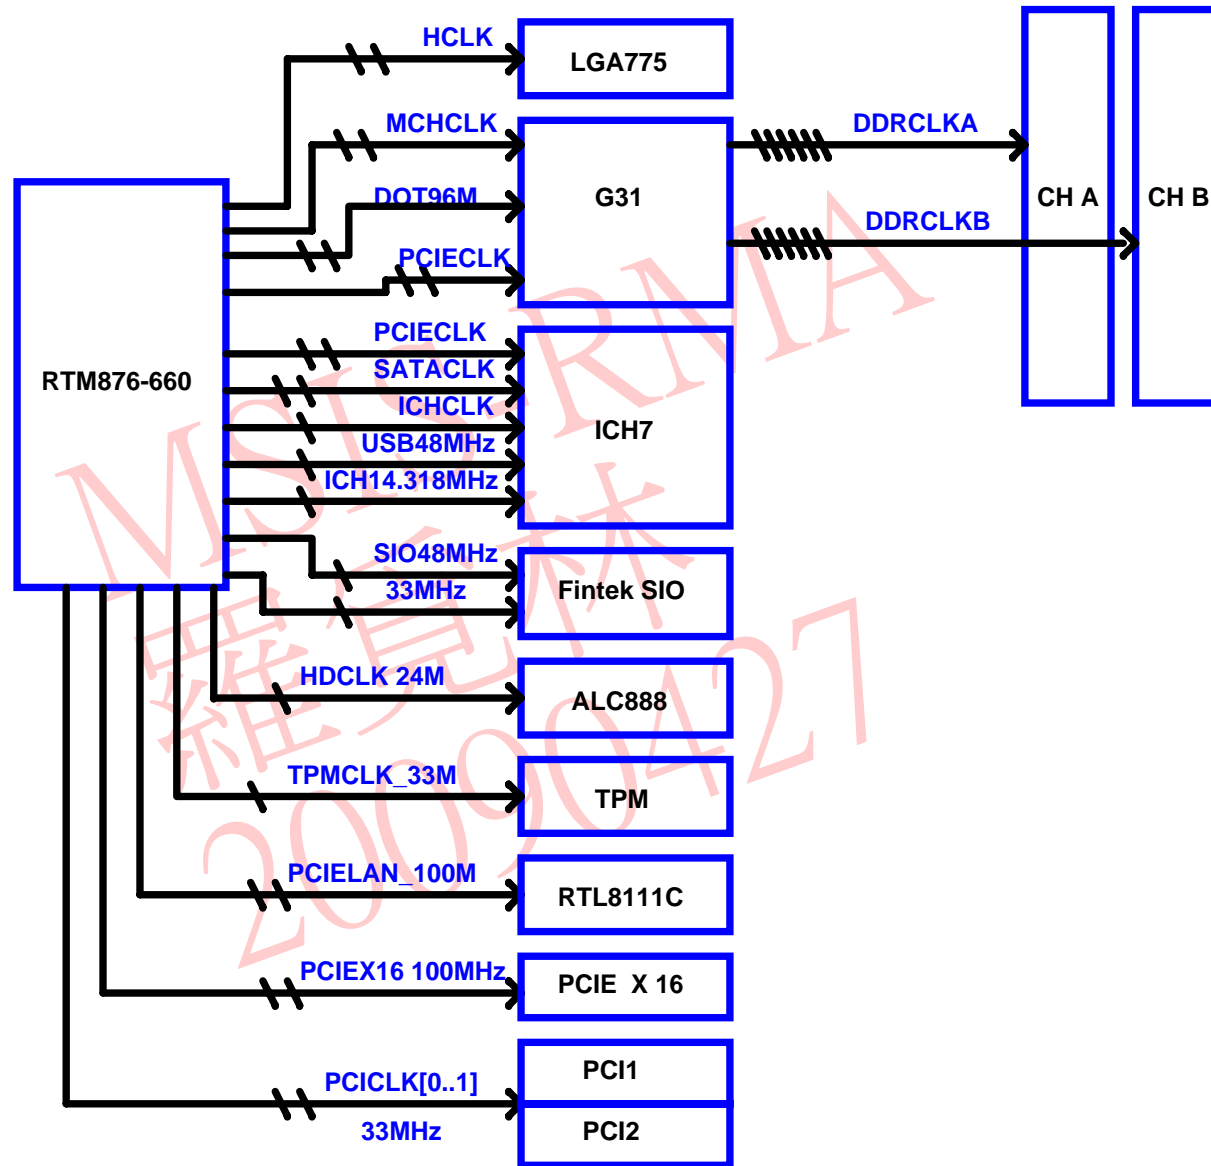 HCLK
LGA775
MCHCLK
DOT96M
PCIECLK
G31
DDRCLKA
DDRCLKB
CH A
CH B
RTM876-660
PCIECLK
SATACLK
ICHCLK
USB48MHz
ICH14.318MHz
ICH7
SIO48MHz
33MHz
Fintek SIO
HDCLK 24M
ALC888
TPMCLK_33M
TPM
PCIELAN_100M
RTL8111C
PCIEX16 100MHz
PCIE X 16
PCICLK[0..1]
33MHz
PCI1
PCI2
MSIS-RMA
羅覓林
20090427